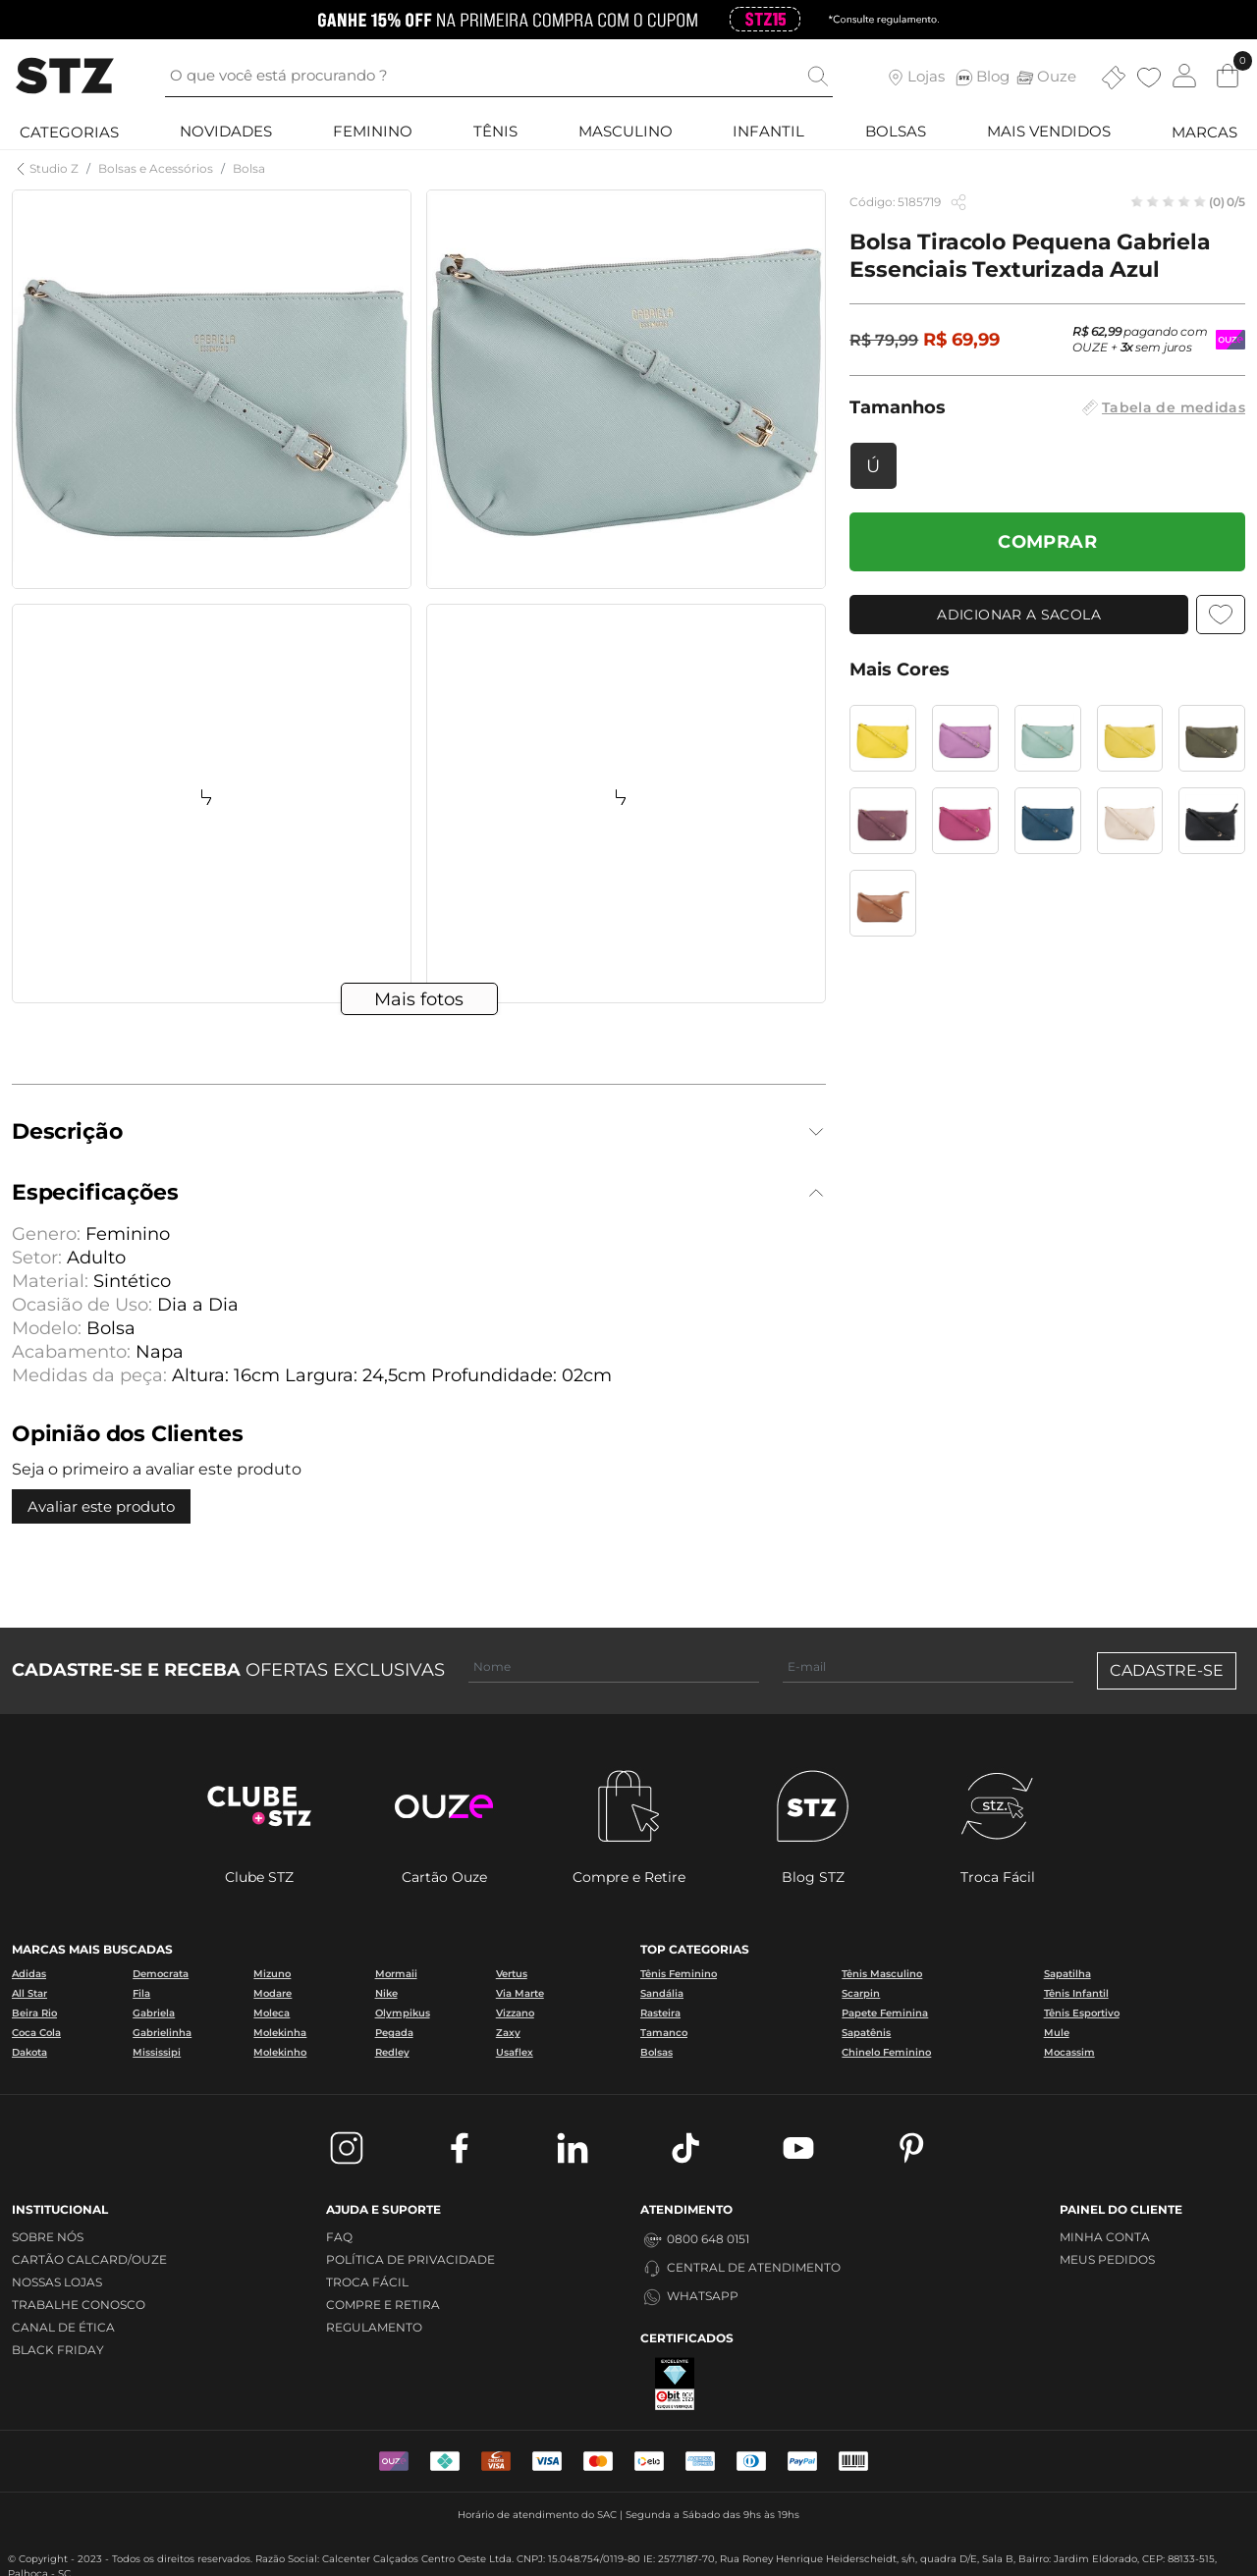 GANHE 15% OFF NA PRIMEIRA COMPRA COM O CUPOM STZ15 *Consulte regulamento.
STZ
O que você está procurando ?
Lojas
Blog
Ouze
0
CATEGORIAS
NOVIDADES
FEMININO
TÊNIS
MASCULINO
INFANTIL
BOLSAS
MAIS VENDIDOS
MARCAS
Studio Z / Bolsas e Acessórios / Bolsa
GABRIELA
GABRIELA
Código: 5185719
(0) 0/5
Bolsa Tiracolo Pequena Gabriela
Essenciais Texturizada Azul
R$ 79,99 R$ 69,99
R$ 62,99 pagando com
OUZE + 3x sem juros
Tamanhos
Tabela de medidas
Ú
COMPRAR
ADICIONAR A SACOLA
Mais Cores
Mais fotos
Descrição
Especificações
Genero: Feminino
Setor: Adulto
Material: Sintético
Ocasião de Uso: Dia a Dia
Modelo: Bolsa
Acabamento: Napa
Medidas da peça: Altura: 16cm Largura: 24,5cm Profundidade: 02cm
Opinião dos Clientes
Seja o primeiro a avaliar este produto
Avaliar este produto
CADASTRE-SE E RECEBA OFERTAS EXCLUSIVAS
Nome
E-mail
CADASTRE-SE
CLUBE
+STZ
Clube STZ
ouze
Cartão Ouze
Compre e Retire
STZ
Blog STZ
stz.
Troca Fácil
MARCAS MAIS BUSCADAS
Adidas
All Star
Beira Rio
Coca Cola
Dakota
Democrata
Fila
Gabriela
Gabrielinha
Mississipi
Mizuno
Modare
Moleca
Molekinha
Molekinho
Mormaii
Nike
Olympikus
Pegada
Redley
Vertus
Via Marte
Vizzano
Zaxy
Usaflex
TOP CATEGORIAS
Tênis Feminino
Sandália
Rasteira
Tamanco
Bolsas
Tênis Masculino
Scarpin
Papete Feminina
Sapatênis
Chinelo Feminino
Sapatilha
Tênis Infantil
Tênis Esportivo
Mule
Mocassim
INSTITUCIONAL
SOBRE NÓS
CARTÃO CALCARD/OUZE
NOSSAS LOJAS
TRABALHE CONOSCO
CANAL DE ÉTICA
BLACK FRIDAY
AJUDA E SUPORTE
FAQ
POLÍTICA DE PRIVACIDADE
TROCA FÁCIL
COMPRE E RETIRA
REGULAMENTO
ATENDIMENTO
0800 648 0151
CENTRAL DE ATENDIMENTO
WHATSAPP
CERTIFICADOS
EXCELENTE
ebit
PAINEL DO CLIENTE
MINHA CONTA
MEUS PEDIDOS
VISA
VISA
elo
PayPal
Horário de atendimento do SAC | Segunda a Sábado das 9hs às 19hs
© Copyright - 2023 - Todos os direitos reservados. Razão Social: Calcenter Calçados Centro Oeste Ltda. CNPJ: 15.048.754/0119-80 IE: 257.7187-70, Rua Roney Henrique Heiderscheidt, s/n, quadra D/E, Sala B, Bairro: Jardim Eldorado, CEP: 88133-515,
Palhoça - SC